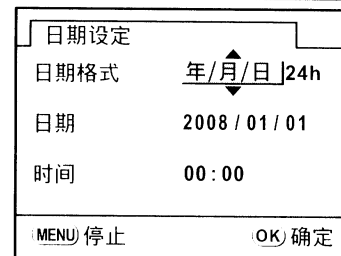 日期设定
日期格式 年/月/日 24h
日期 2008 / 01 / 01
时间 00 : 00
MENU 停止 OK 确定